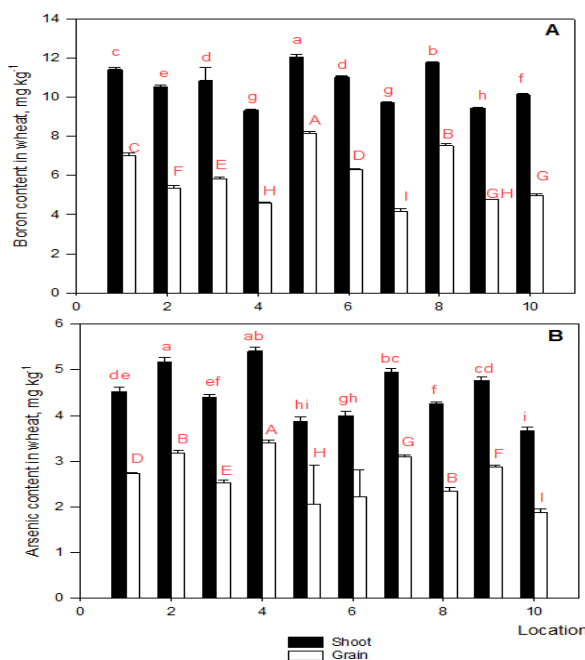 A
Boron content in wheat, mg kg-1
14
12
10
8
6
4
2
0
c e d g a d g b h f
C F E H A D I B G H G
0 2 4 6 8 10
B
Arsenic content in wheat, mg kg-1
6
5
4
3
2
1
0
de a ef ab hi gh bc f cd i
D B E A H G B F I
0 2 4 6 8 10
Location
Shoot
Grain